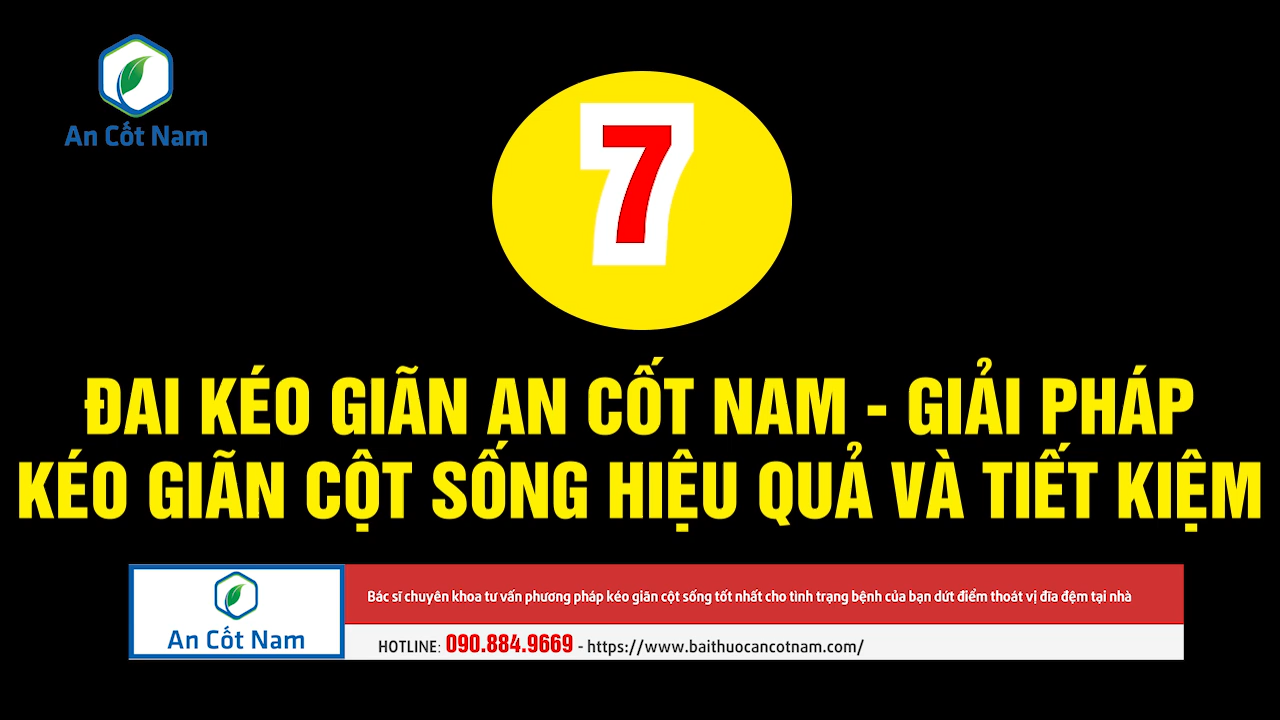 An Cốt Nam
7
ĐAI KÉO GIÃN AN CỐT NAM - GIẢI PHÁP
KÉO GIÃN CỘT SỐNG HIỆU QUẢ VÀ TIẾT KIỆM
An Cốt Nam
Bác sĩ chuyên khoa tư vấn phương pháp kéo giãn cột sống tốt nhất cho tình trạng bệnh của bạn dứt điểm thoát vị đĩa đệm tại nhà
HOTLINE: 090.884.9669 - https://www.baithuocancotnam.com/